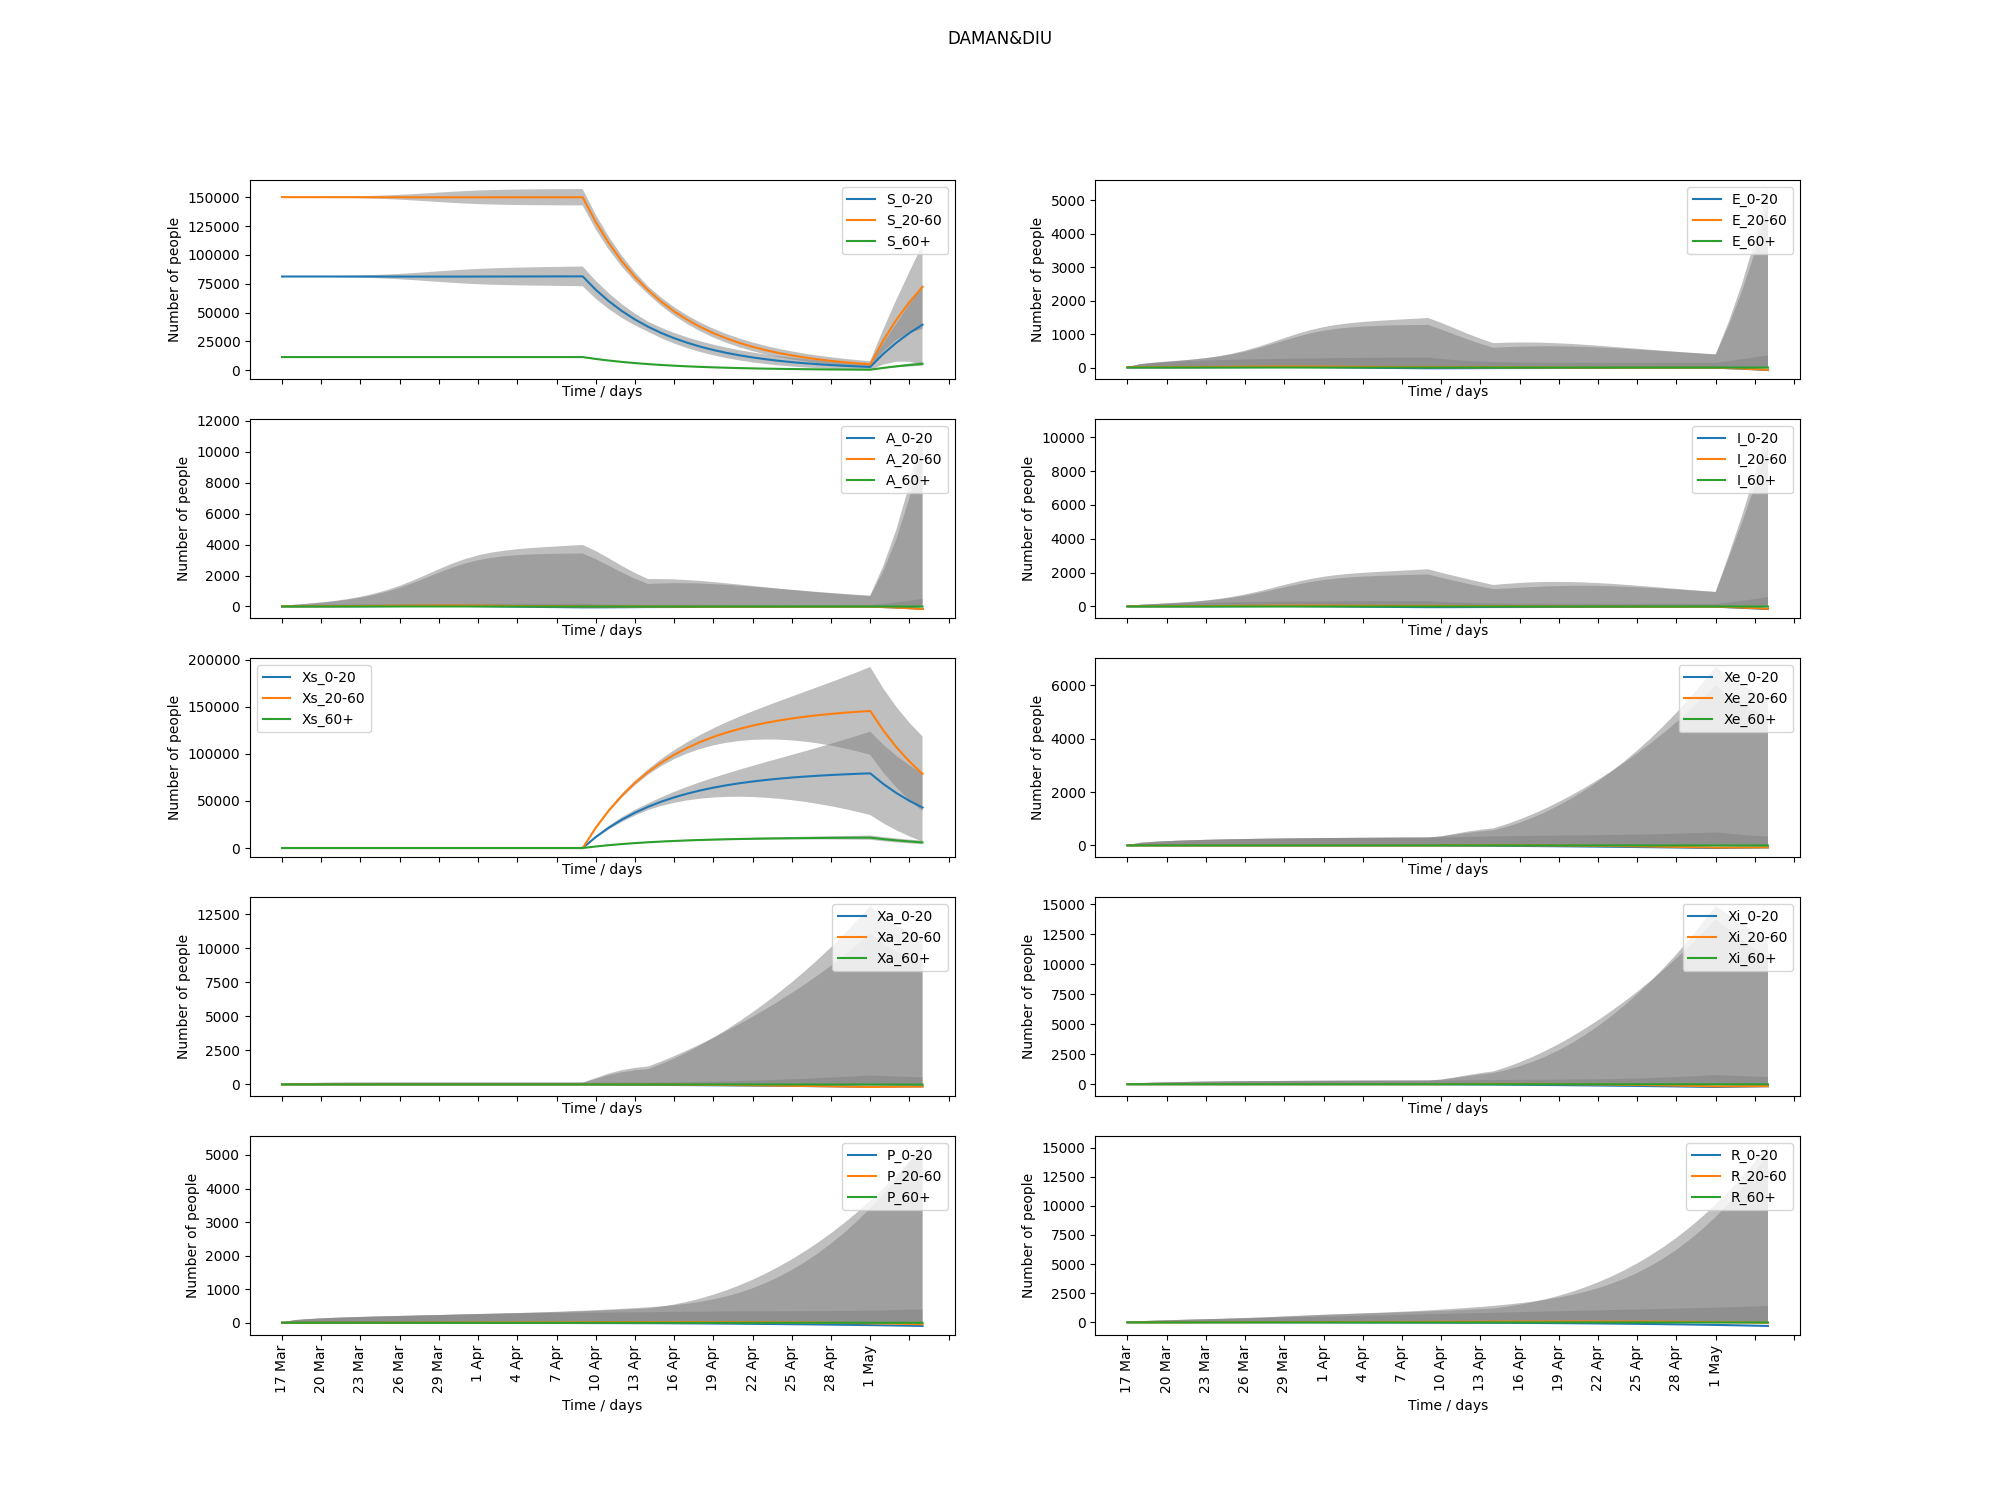 DAMAN&DIU
150000
125000
100000
75000
50000
25000
0
Number of people
S_0-20
S_20-60
S_60+
Time / days
5000
4000
3000
2000
1000
0
Number of people
E_0-20
E_20-60
E_60+
Time / days
12000
10000
8000
6000
4000
2000
0
Number of people
A_0-20
A_20-60
A_60+
Time / days
10000
8000
6000
4000
2000
0
Number of people
I_0-20
I_20-60
I_60+
Time / days
200000
150000
100000
50000
0
Number of people
Xs_0-20
Xs_20-60
Xs_60+
Time / days
6000
4000
2000
0
Number of people
Xe_0-20
Xe_20-60
Xe_60+
Time / days
12500
10000
7500
5000
2500
0
Number of people
Xa_0-20
Xa_20-60
Xa_60+
Time / days
15000
12500
10000
7500
5000
2500
0
Number of people
Xi_0-20
Xi_20-60
Xi_60+
Time / days
5000
4000
3000
2000
1000
0
Number of people
P_0-20
P_20-60
P_60+
17 Mar
20 Mar
23 Mar
26 Mar
29 Mar
1 Apr
4 Apr
7 Apr
10 Apr
13 Apr
16 Apr
19 Apr
22 Apr
25 Apr
28 Apr
1 May
Time / days
15000
12500
10000
7500
5000
2500
0
Number of people
R_0-20
R_20-60
R_60+
17 Mar
20 Mar
23 Mar
26 Mar
29 Mar
1 Apr
4 Apr
7 Apr
10 Apr
13 Apr
16 Apr
19 Apr
22 Apr
25 Apr
28 Apr
1 May
Time / days